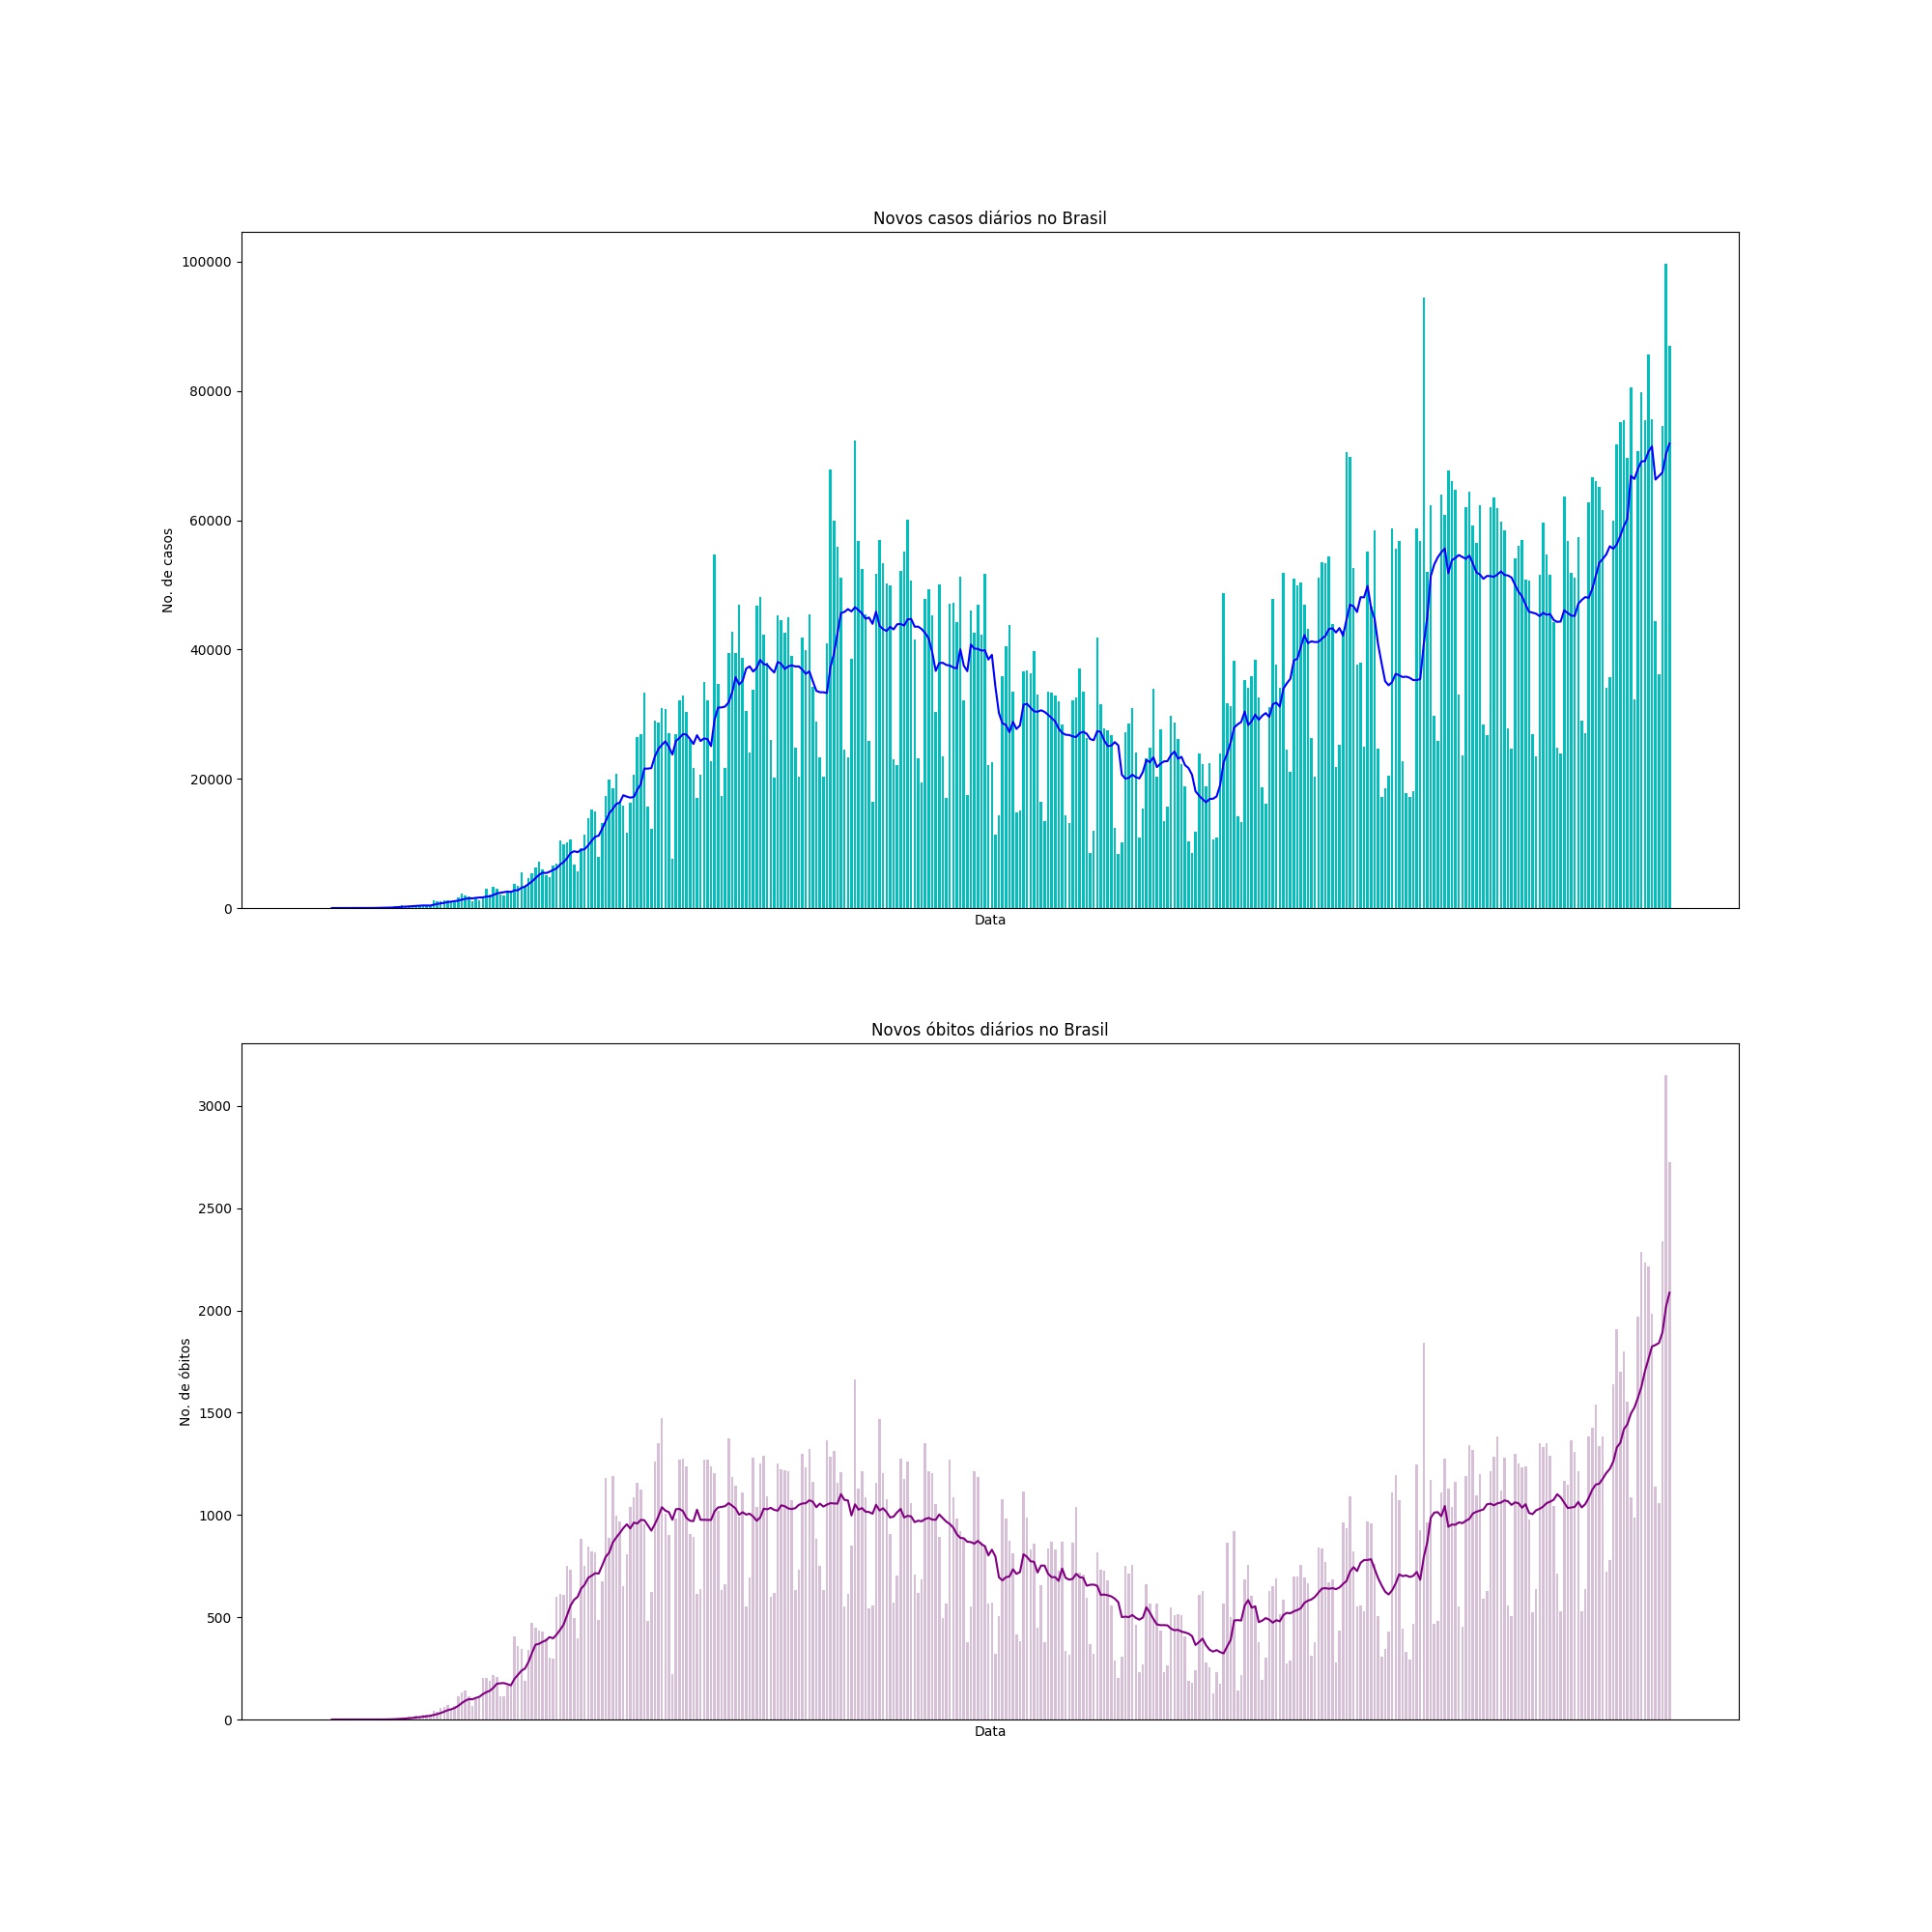 Novos casos diários no Brasil
100000
80000
60000
40000
20000
0
No. de casos
Data
Novos óbitos diários no Brasil
3000
2500
2000
1500
1000
500
0
No. de óbitos
Data